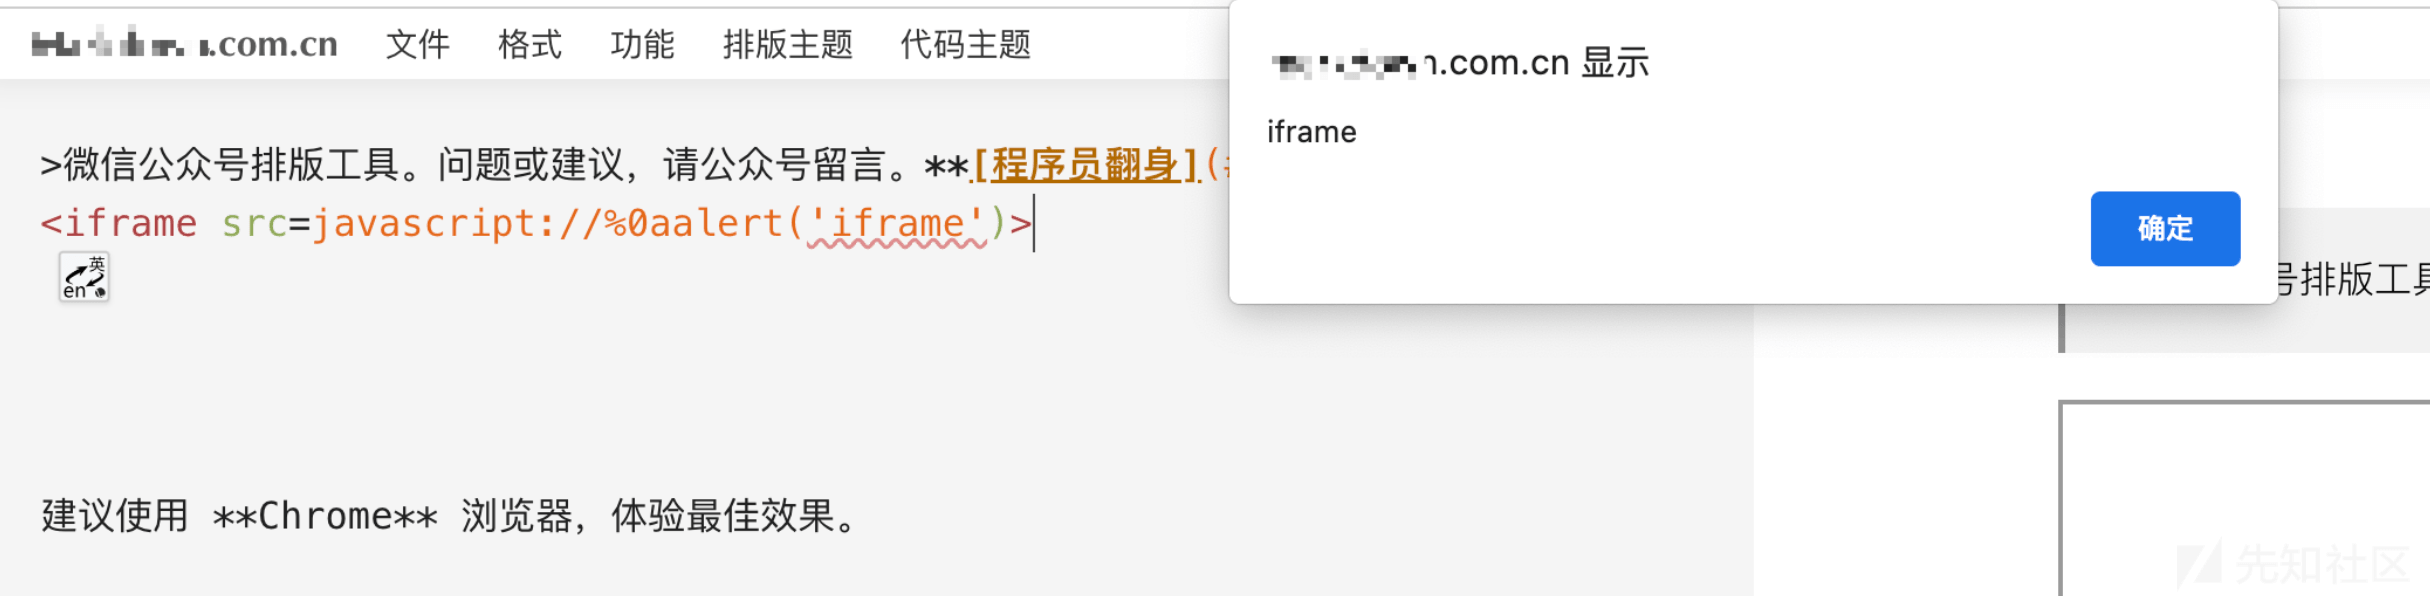 .com.cn 文件 格式 功能 排版主题 代码主题
.com.cn 显示
iframe
确定
>微信公众号排版工具。问题或建议，请公众号留言。**[程序员翻身](
<iframe src=javascript://%0aalert('iframe')>
英
en
号排版工具
建议使用 **Chrome** 浏览器，体验最佳效果。
先知社区